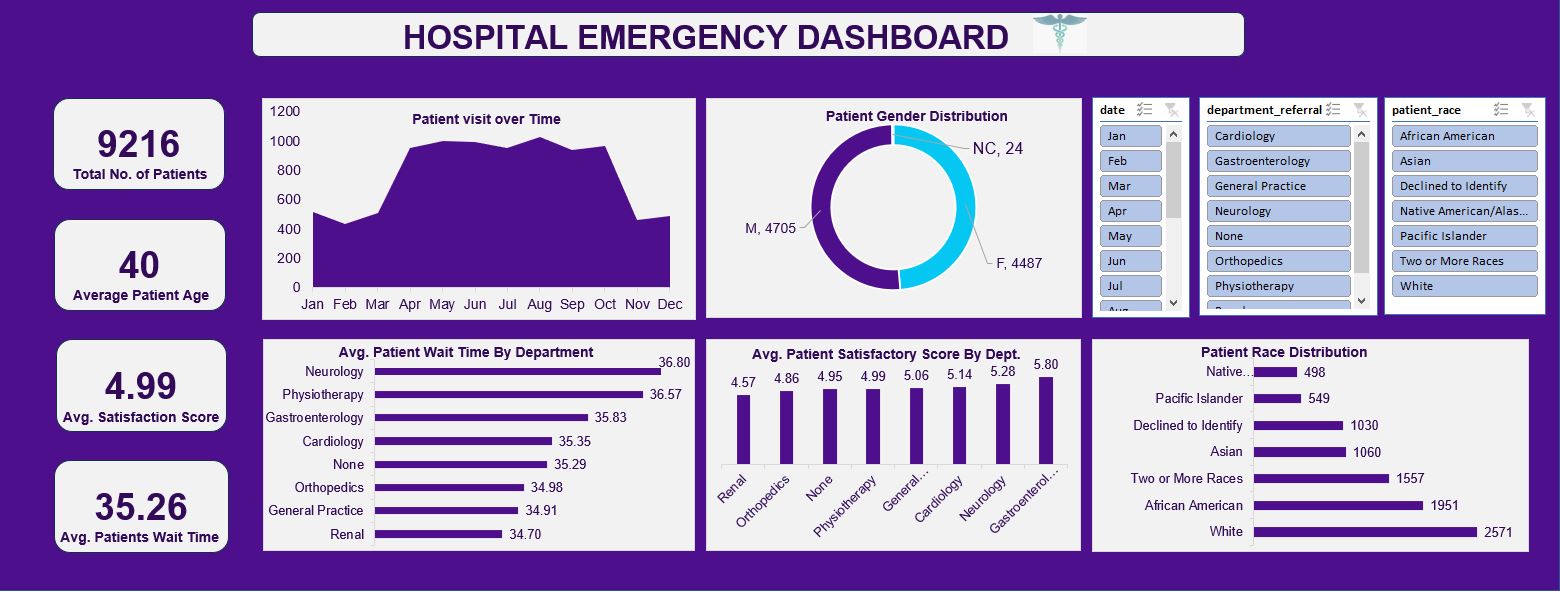 HOSPITAL EMERGENCY DASHBOARD
9216
Total No. of Patients
40
Average Patient Age
4.99
Avg. Satisfaction Score
35.26
Avg. Patients Wait Time
Patient visit over Time
1200
1000
800
600
400
200
0
Jan Feb Mar Apr May Jun Jul Aug Sep Oct Nov Dec
Patient Gender Distribution
NC, 24
M, 4705
F, 4487
date
Jan
Feb
Mar
Apr
May
Jun
Jul
Aug
department_referral
Cardiology
Gastroenterology
General Practice
Neurology
None
Orthopedics
Physiotherapy
patient_race
African American
Asian
Declined to Identify
Native American/Alas...
Pacific Islander
Two or More Races
White
Avg. Patient Wait Time By Department
Neurology 36.80
Physiotherapy 36.57
Gastroenterology 35.83
Cardiology 35.35
None 35.29
Orthopedics 34.98
General Practice 34.91
Renal 34.70
Avg. Patient Satisfactory Score By Dept.
4.57 4.86 4.95 4.99 5.06 5.14 5.28 5.80
Renal Orthopedics None Physiotherapy General... Cardiology Neurology Gastroenterol...
Patient Race Distribution
Native... 498
Pacific Islander 549
Declined to Identify 1030
Asian 1060
Two or More Races 1557
African American 1951
White 2571